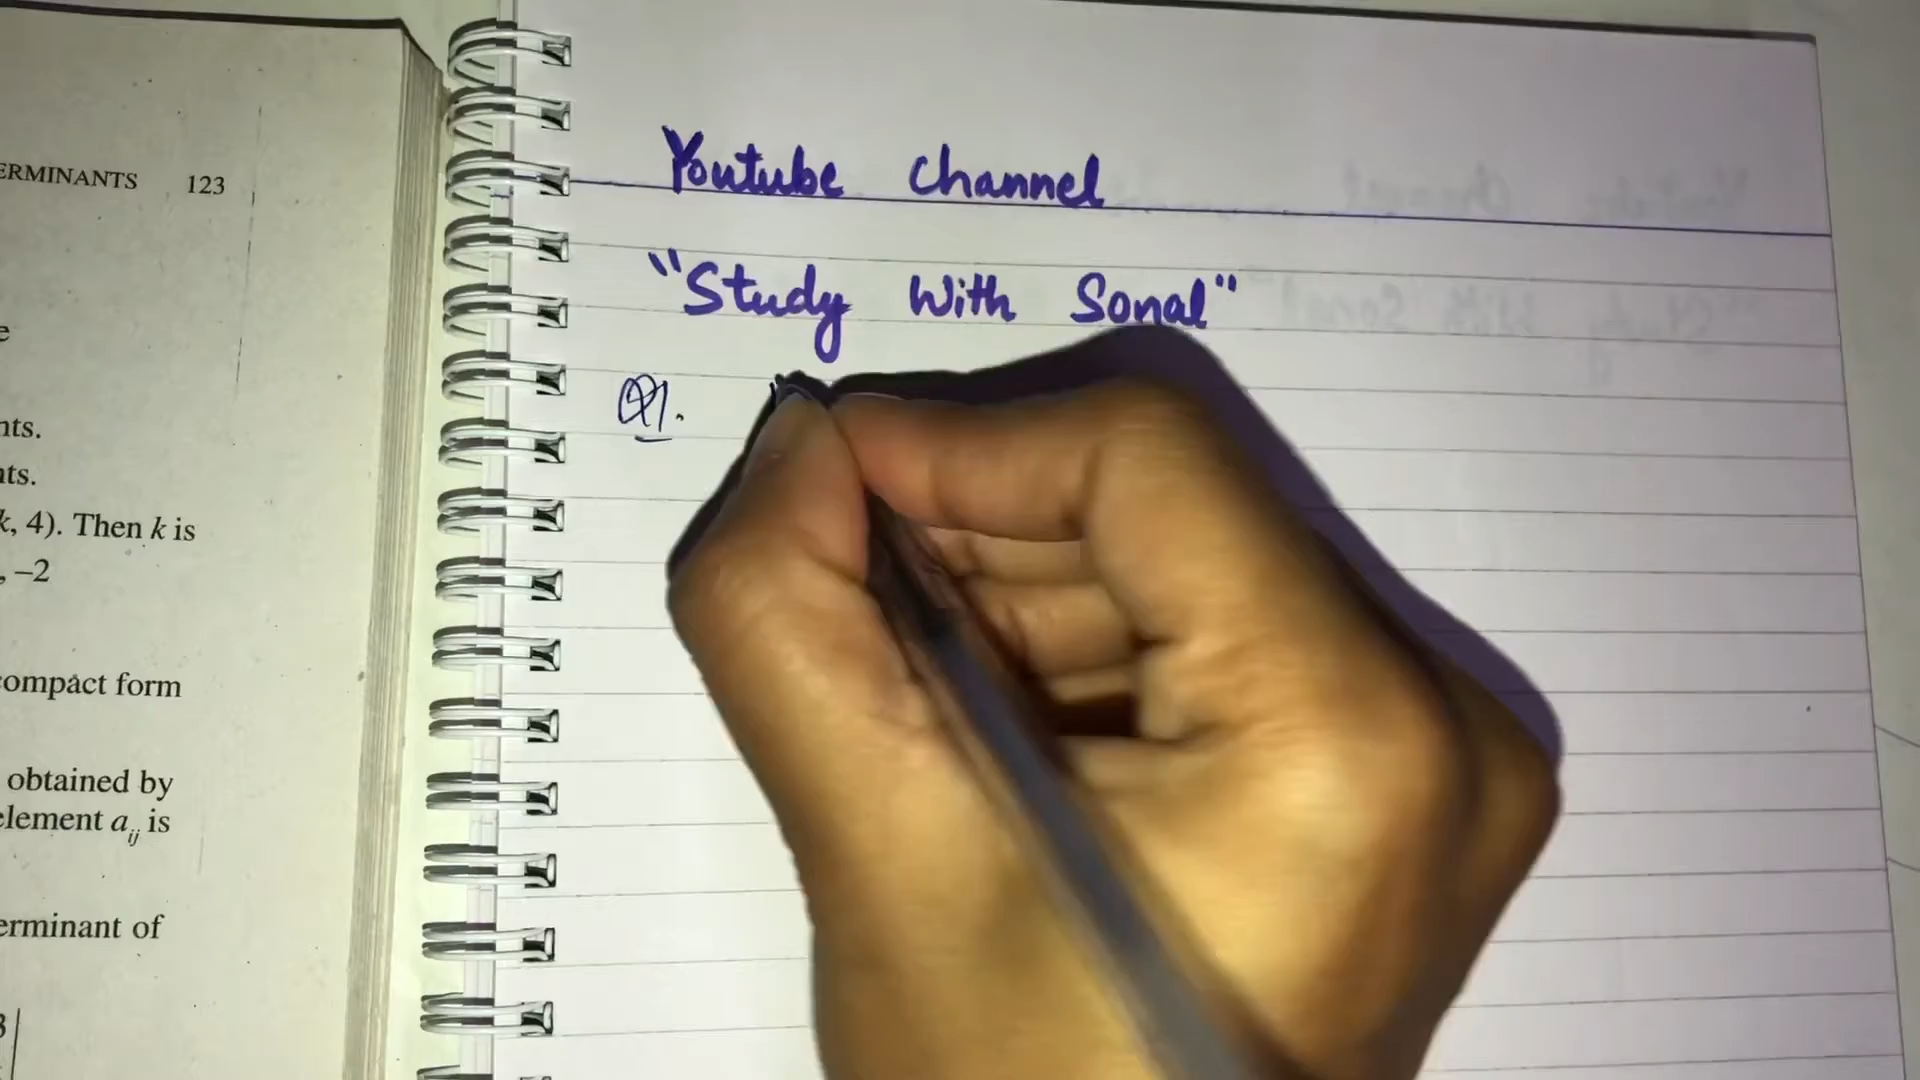 ERMINANTS 123
e
nts.
nts.
k, 4). Then k is
, –2
compact form
obtained by
element aij is
erminant of
3
Youtube Channel
"Study With Sonal"
Q1.